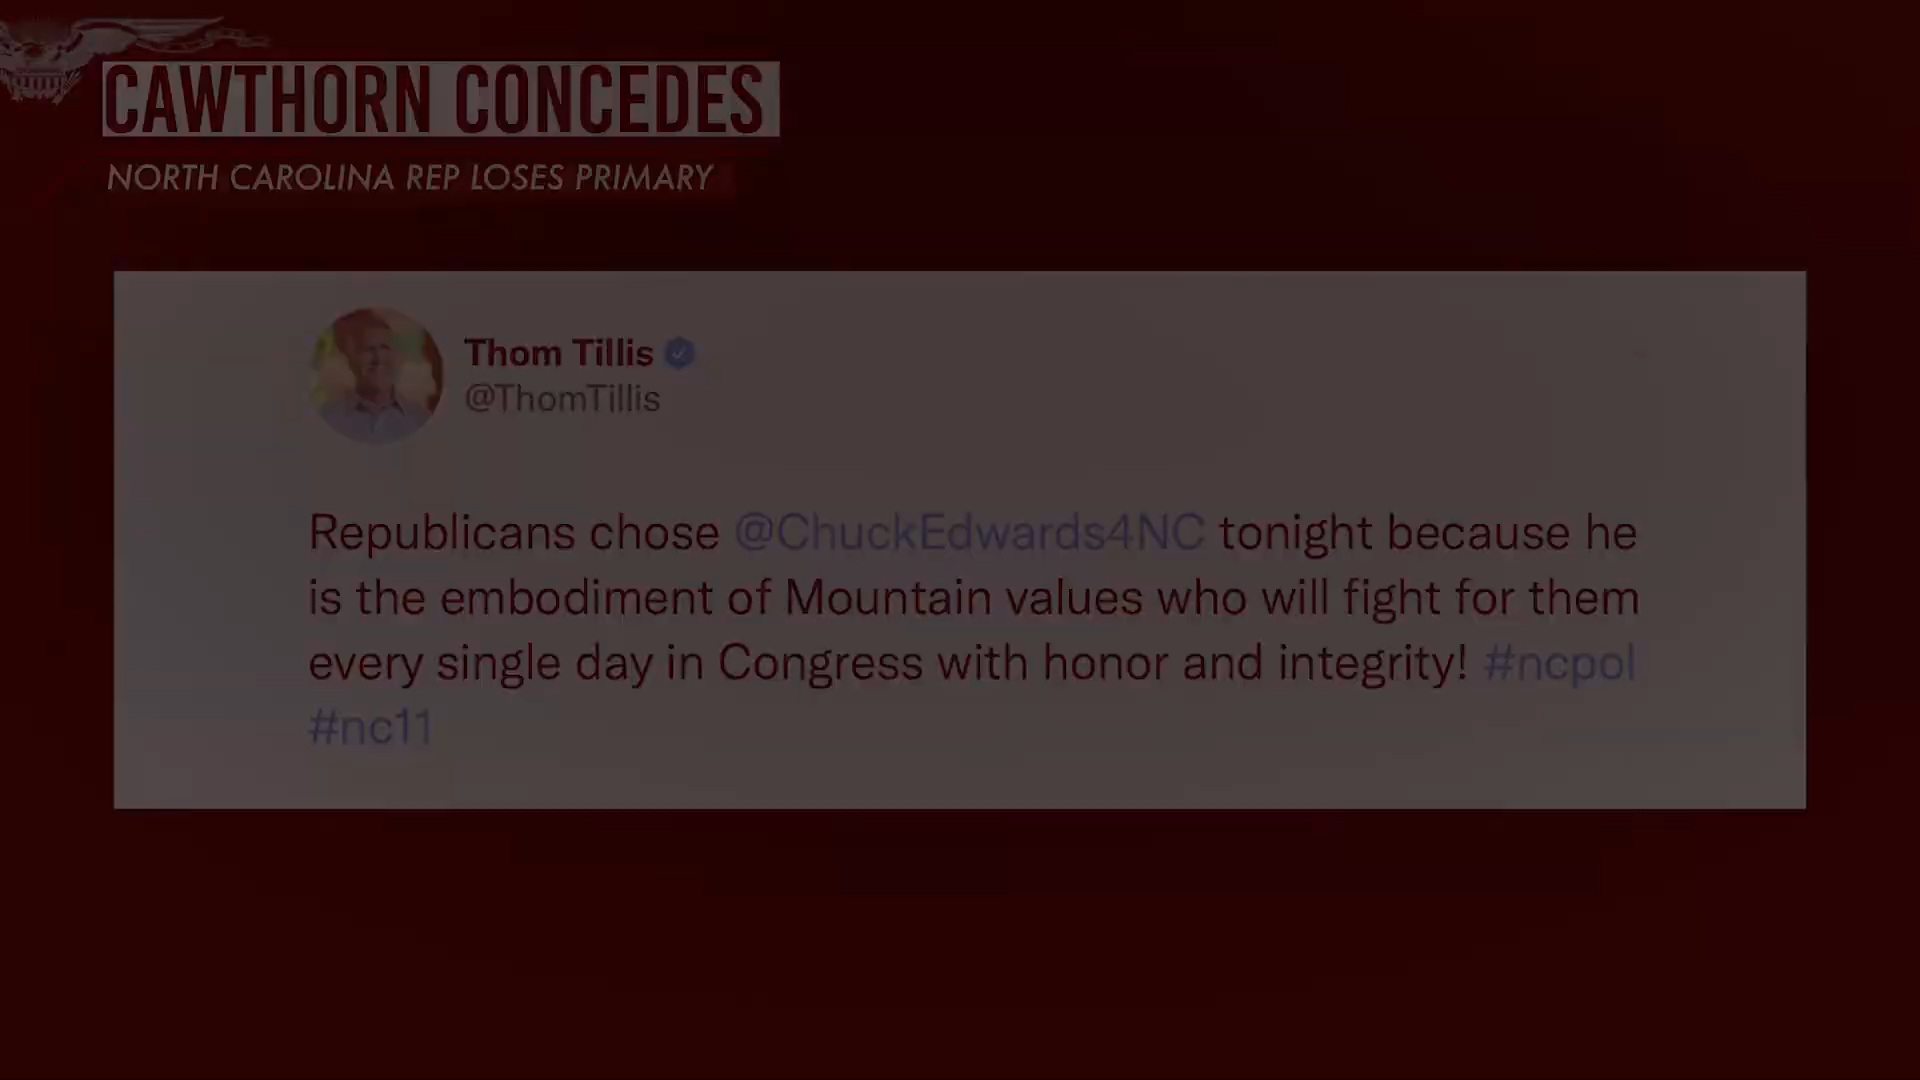 CAWTHORN CONCEDES
NORTH CAROLINA REP LOSES PRIMARY
Thom Tillis
@ThomTillis
Republicans chose @ChuckEdwards4NC tonight because he
is the embodiment of Mountain values who will fight for them
every single day in Congress with honor and integrity! #ncpol
#nc11